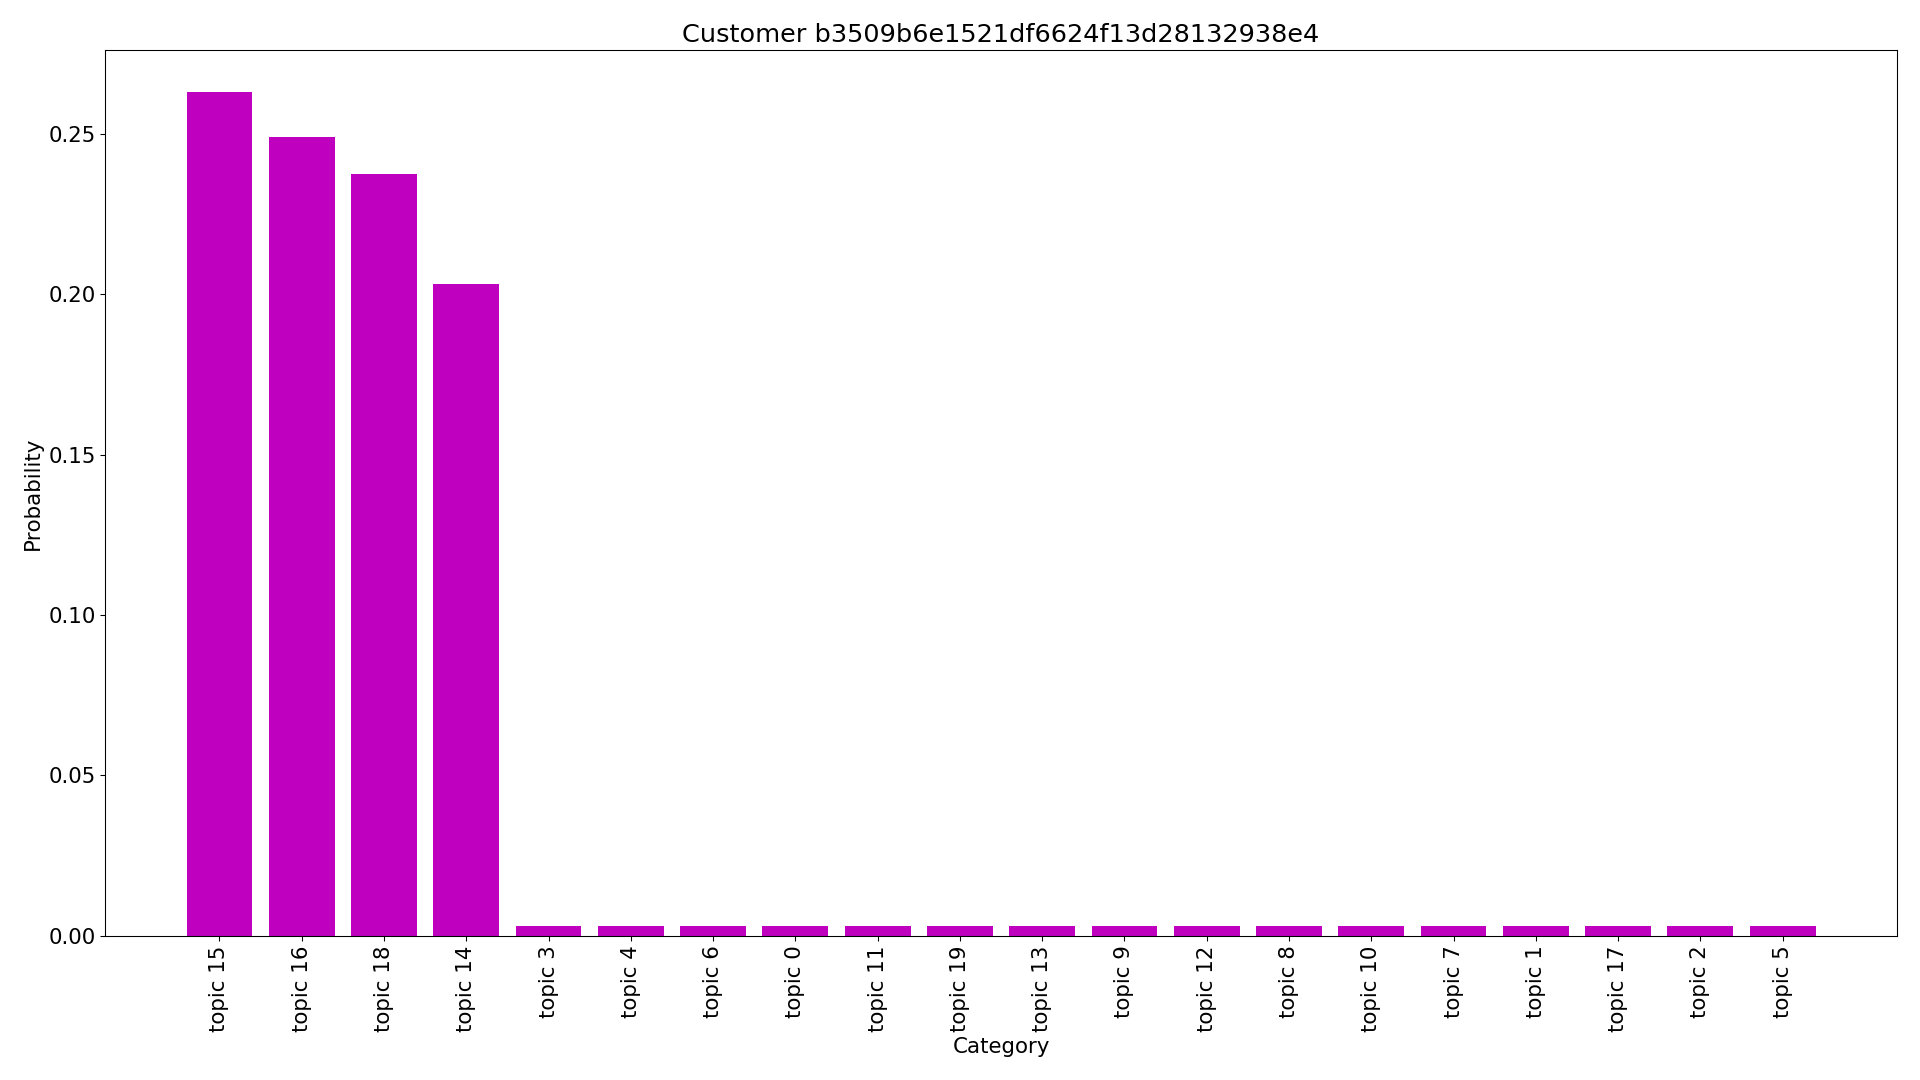 Customer b3509b6e1521df6624f13d28132938e4
Probability
0.25
0.20
0.15
0.10
0.05
0.00
topic 15
topic 16
topic 18
topic 14
topic 3
topic 4
topic 6
topic 0
topic 11
topic 19
topic 13
topic 9
topic 12
topic 8
topic 10
topic 7
topic 1
topic 17
topic 2
topic 5
Category